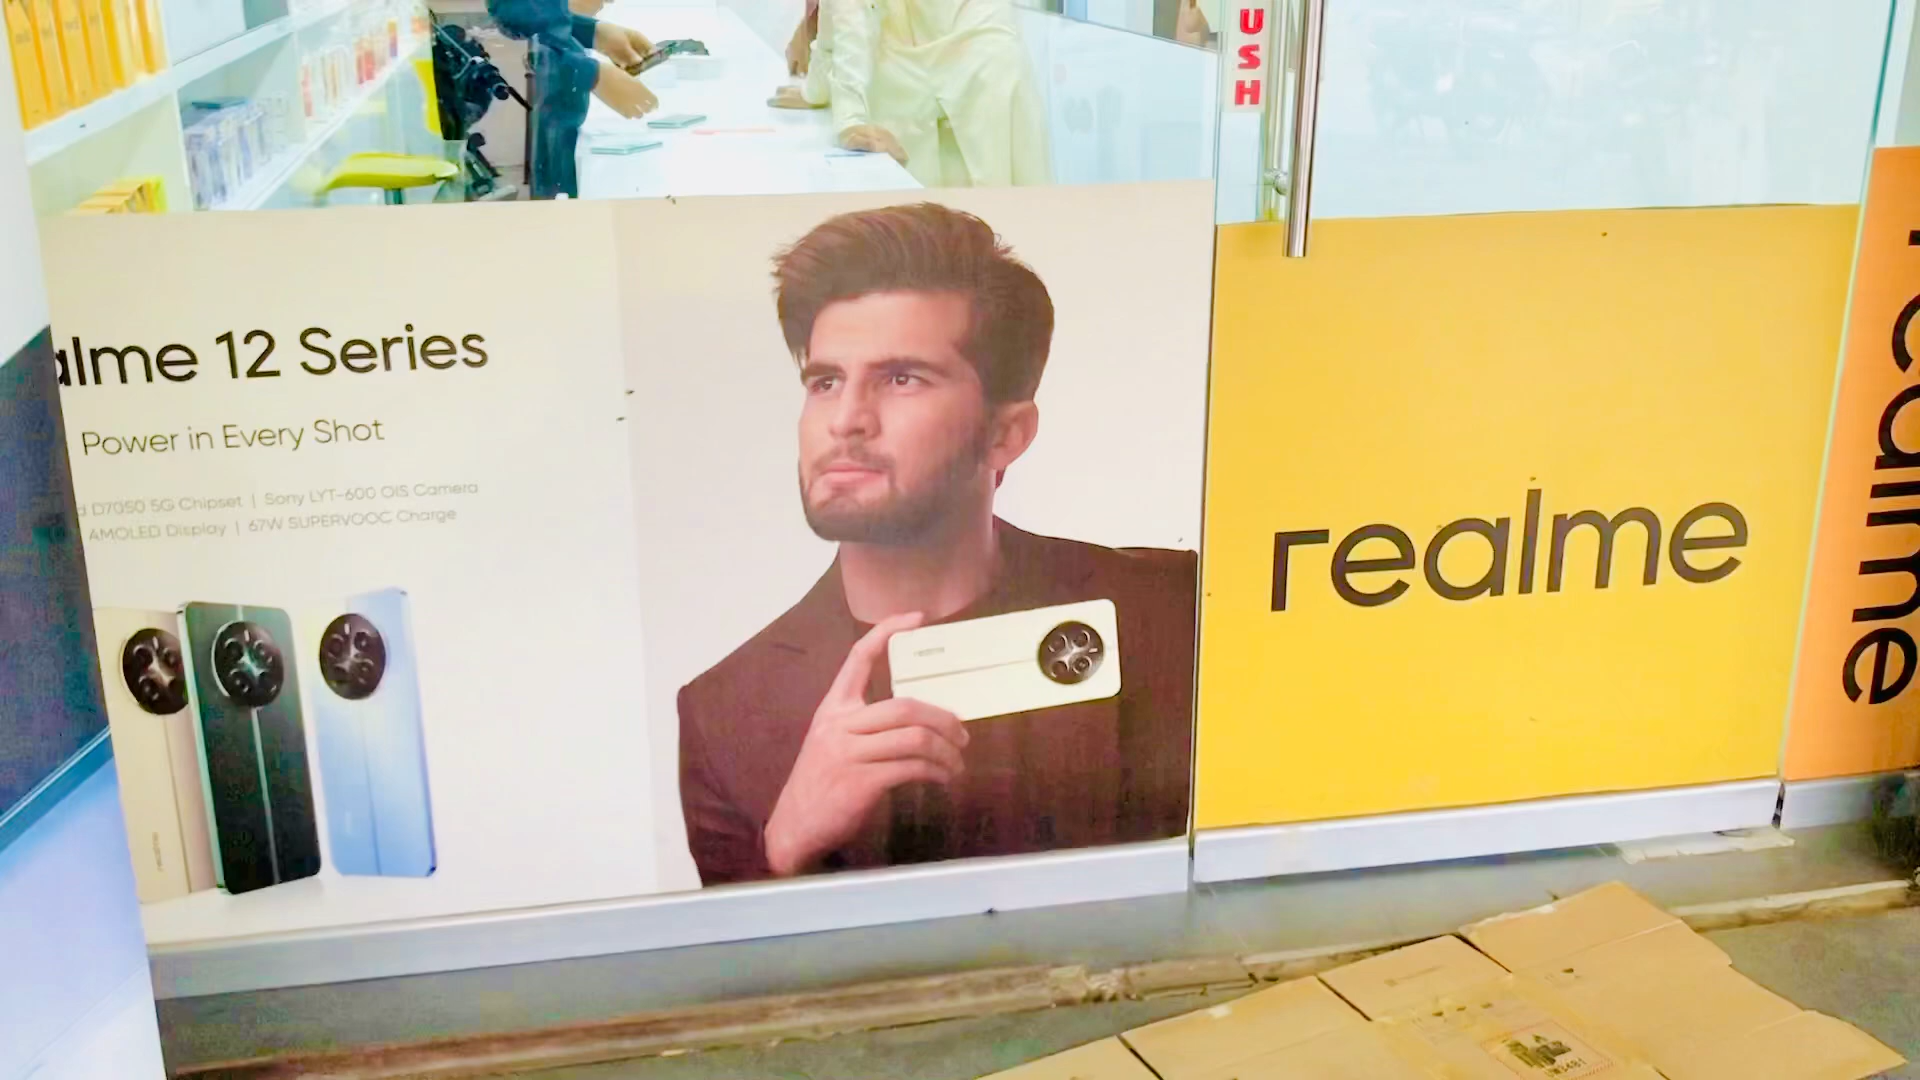 USH
alme 12 Series
Power in Every Shot
d D7050 5G Chipset | Sony LYT-600 OIS Camera
AMOLED Display | 67W SUPERVOOC Charge
realme
realme